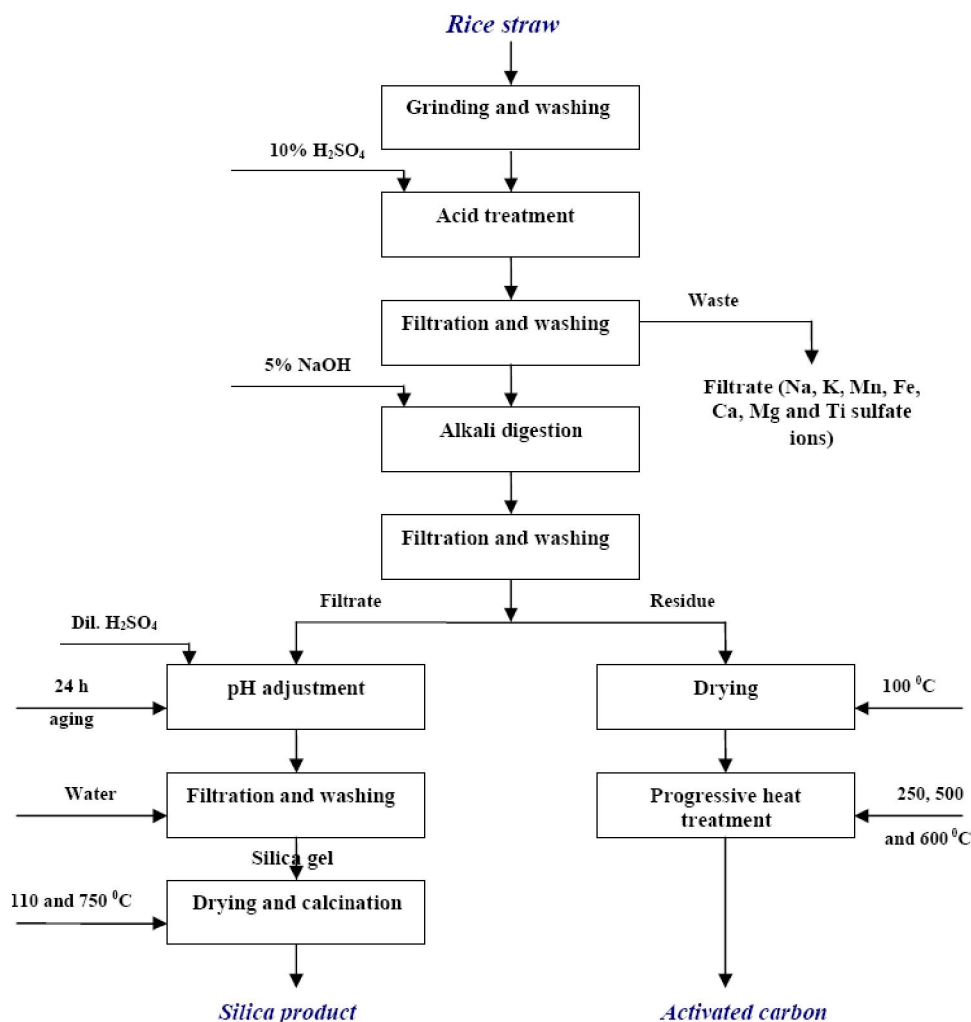 Rice straw
Grinding and washing
10% H₂SO₄
Acid treatment
Waste
Filtration and washing
5% NaOH
Filtrate (Na, K, Mn, Fe,
Ca, Mg and Ti sulfate
ions)
Alkali digestion
Filtration and washing
Filtrate
Residue
Dil. H₂SO₄
24 h
aging
pH adjustment
Drying
100 ⁰C
Water
Filtration and washing
Progressive heat
treatment
250, 500
and 600 ⁰C
Silica gel
110 and 750 ⁰C
Drying and calcination
Silica product
Activated carbon